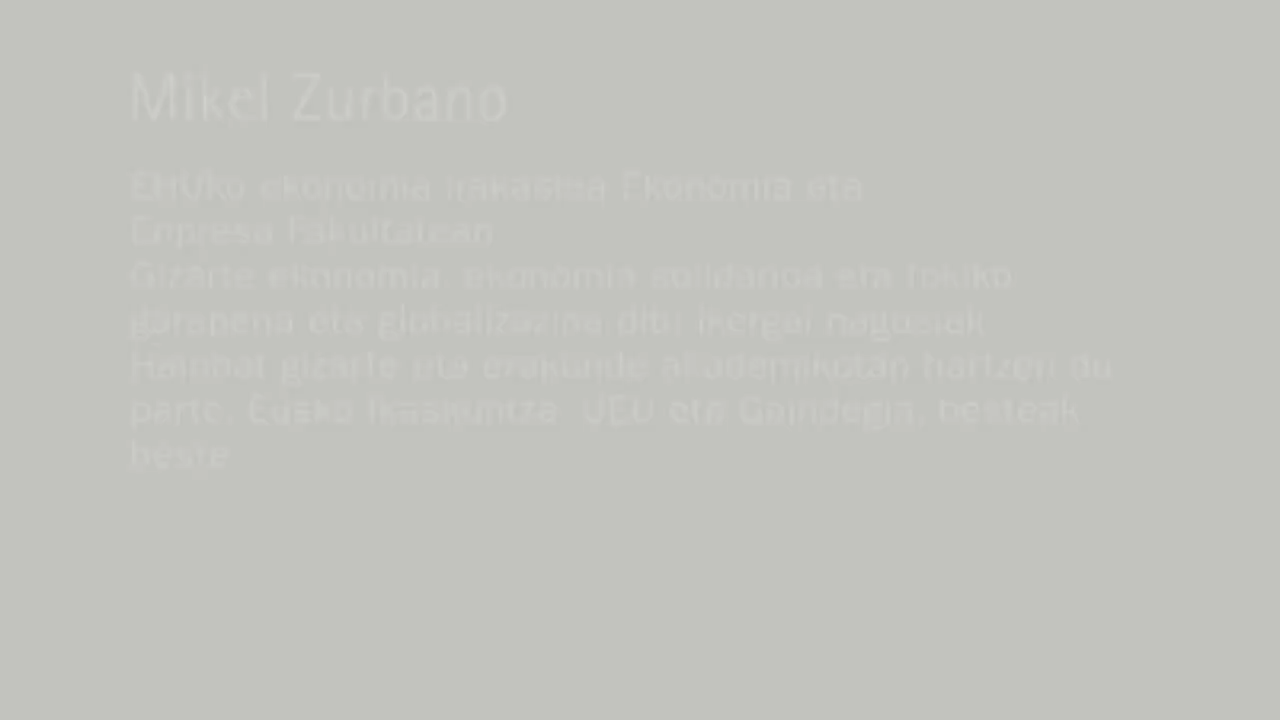 Mikel Zurbano
EHUko ekonomia irakaslea Ekonomia eta
Enpresa Fakultatean
Gizarte ekonomia, ekonomia solidarioa eta tokiko
garapena eta globalizazioa ditu ikergai nagusiak
Hainbat gizarte eta erakunde akademikotan hartzen du
parte, Eusko Ikaskuntza, UEU eta Gaindegia, besteak
beste